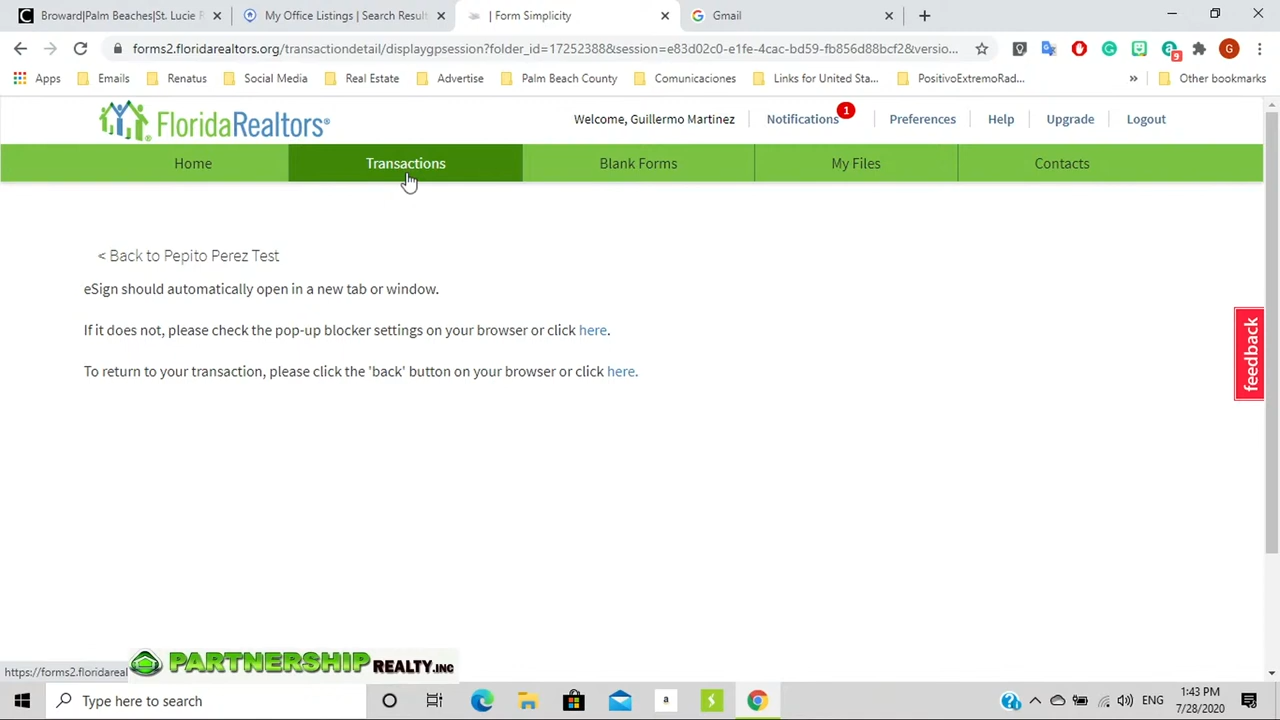 Broward|Palm Beaches|St. Lucie R
My Office Listings | Search Result
| Form Simplicity
Gmail
forms2.floridarealtors.org/transactiondetail/displaygpsession?folder_id=17252388&session=e83d02c0-e1fe-4cac-bd59-fb856d88bcf2&versio...
9
G
Apps
Emails
Renatus
Social Media
Real Estate
Advertise
Palm Beach County
Comunicaciones
Links for United Sta...
PositivoExtremoRad...
»
Other bookmarks
FloridaRealtors®
Welcome, Guillermo Martinez
Notifications 1
Preferences
Help
Upgrade
Logout
Home
Transactions
Blank Forms
My Files
Contacts
< Back to Pepito Perez Test
eSign should automatically open in a new tab or window.
If it does not, please check the pop-up blocker settings on your browser or click here.
To return to your transaction, please click the 'back' button on your browser or click here.
feedback
https://forms2.floridareal
PARTNERSHIP REALTY.INC
Type here to search
a
ENG
1:43 PM
7/28/2020